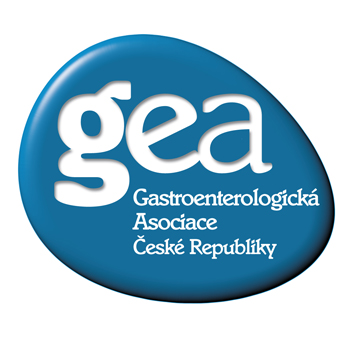 gea
Gastroenterologická
Asociace
České Republiky